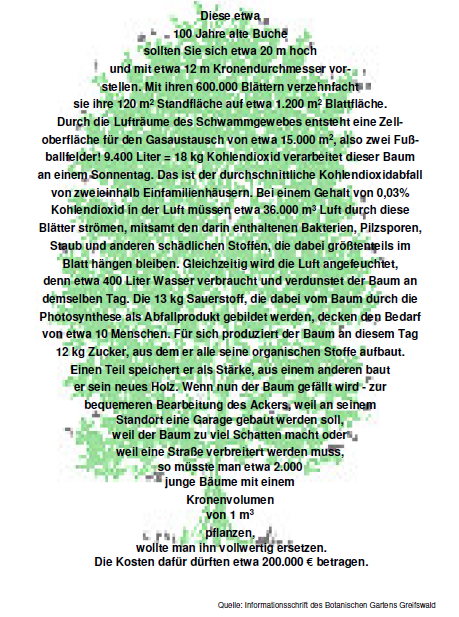 Diese etwa
100 Jahre alte Buche
sollten Sie sich etwa 20 m hoch
und mit etwa 12 m Kronendurchmesser vor-
stellen. Mit ihren 600.000 Blättern verzehnfacht
sie ihre 120 m² Standfläche auf etwa 1.200 m² Blattfläche.
Durch die Lufträume des Schwammgewebes entsteht eine Zell-
oberfläche für den Gasaustausch von etwa 15.000 m², also zwei Fuß-
ballfelder! 9.400 Liter = 18 kg Kohlendioxid verarbeitet dieser Baum
an einem Sonnentag. Das ist der durchschnittliche Kohlendioxidabfall
von zweieinhalb Einfamilienhäusern. Bei einem Gehalt von 0,03%
Kohlendioxid in der Luft müssen etwa 36.000 m³ Luft durch diese
Blätter strömen, mitsamt den darin enthaltenen Bakterien, Pilzsporen,
Staub und anderen schädlichen Stoffen, die dabei größtenteils im
Blatt hängen bleiben. Gleichzeitig wird die Luft angefeuchtet,
denn etwa 400 Liter Wasser verbraucht und verdunstet der Baum an
demselben Tag. Die 13 kg Sauerstoff, die dabei vom Baum durch die
Photosynthese als Abfallprodukt gebildet werden, decken den Bedarf
von etwa 10 Menschen. Für sich produziert der Baum an diesem Tag
12 kg Zucker, aus dem er alle seine organischen Stoffe aufbaut.
Einen Teil speichert er als Stärke, aus einem anderen baut
er sein neues Holz. Wenn nun der Baum gefällt wird - zur
bequemeren Bearbeitung des Ackers, weil an seinem
Standort eine Garage gebaut werden soll,
weil der Baum zu viel Schatten macht oder
weil eine Straße verbreitert werden muss,
so müsste man etwa 2.000
junge Bäume mit einem
Kronenvolumen
von 1 m³
pflanzen,
wollte man ihn vollwertig ersetzen.
Die Kosten dafür dürften etwa 200.000 € betragen.
Quelle: Informationsschrift des Botanischen Gartens Greifswald